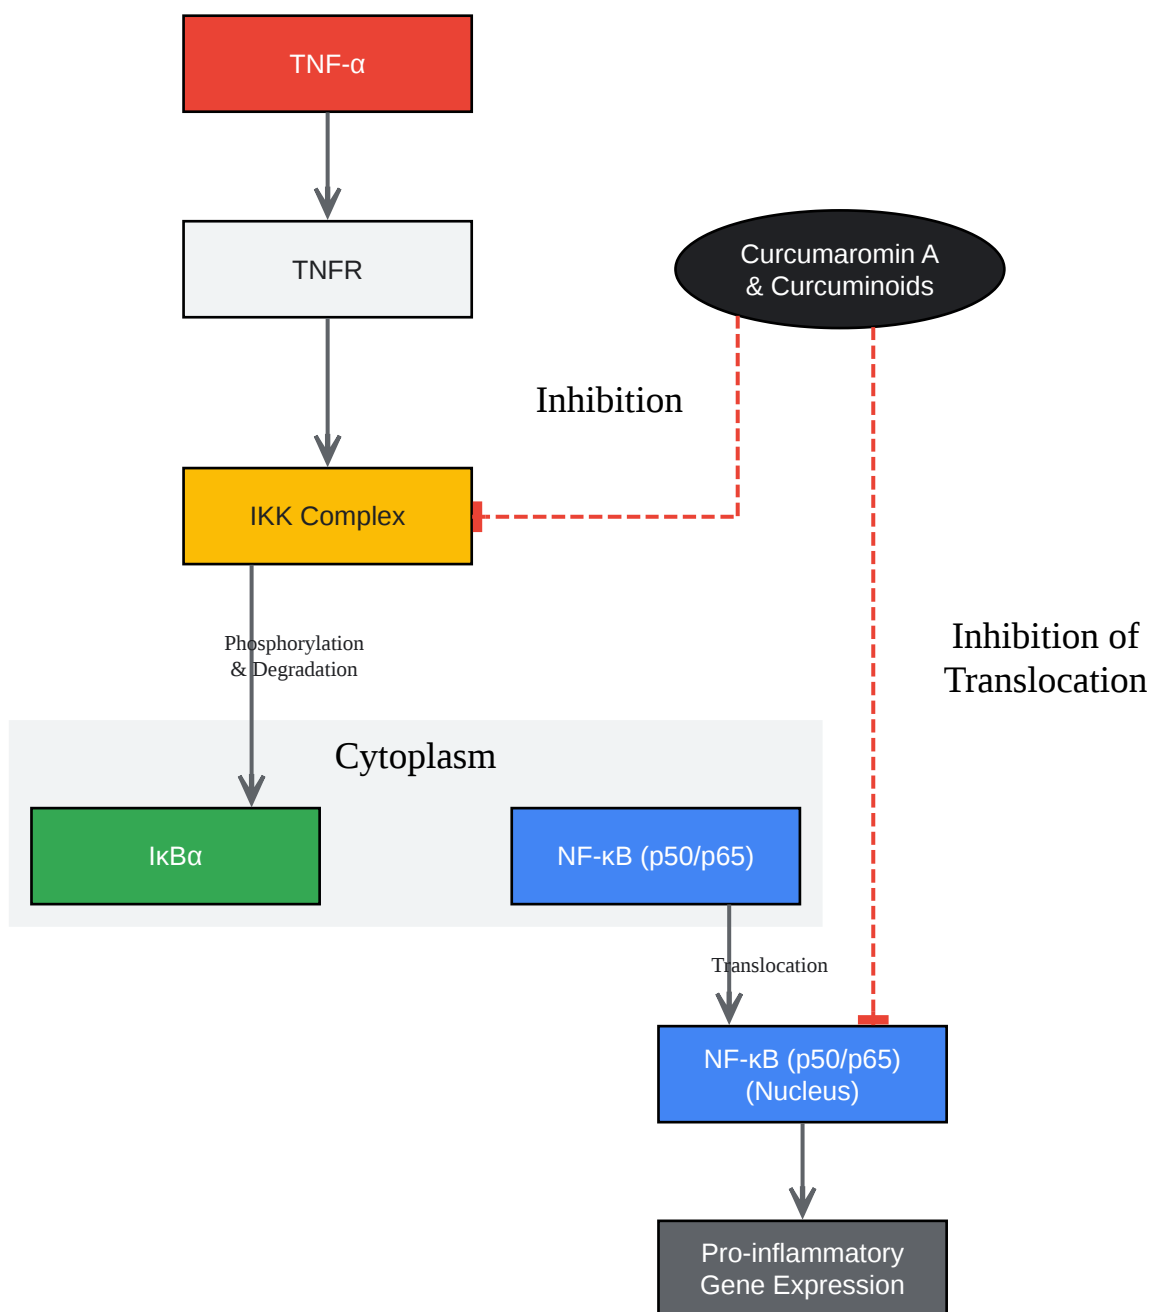 TNF-α
TNFR
Curcumaromin A
& Curcuminoids
Inhibition
IKK Complex
Phosphorylation
& Degradation
Inhibition of
Translocation
Cytoplasm
IκBα
NF-κB (p50/p65)
Translocation
NF-κB (p50/p65)
(Nucleus)
Pro-inflammatory
Gene Expression